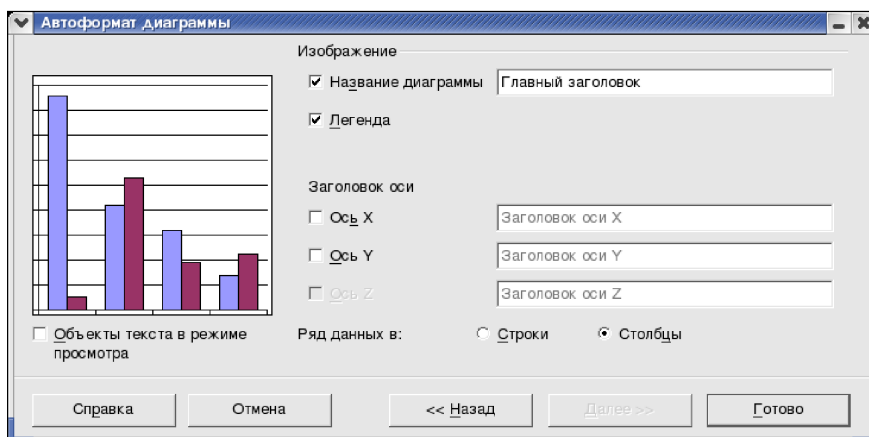 Автоформат диаграммы
Изображение
Название диаграммы Главный заголовок
Легенда
Заголовок оси
Ось X Заголовок оси X
Ось Y Заголовок оси Y
Ось Z Заголовок оси Z
Объекты текста в режиме
просмотра
Ряд данных в: Строки Столбцы
Справка Отмена << Назад Далее >> Готово